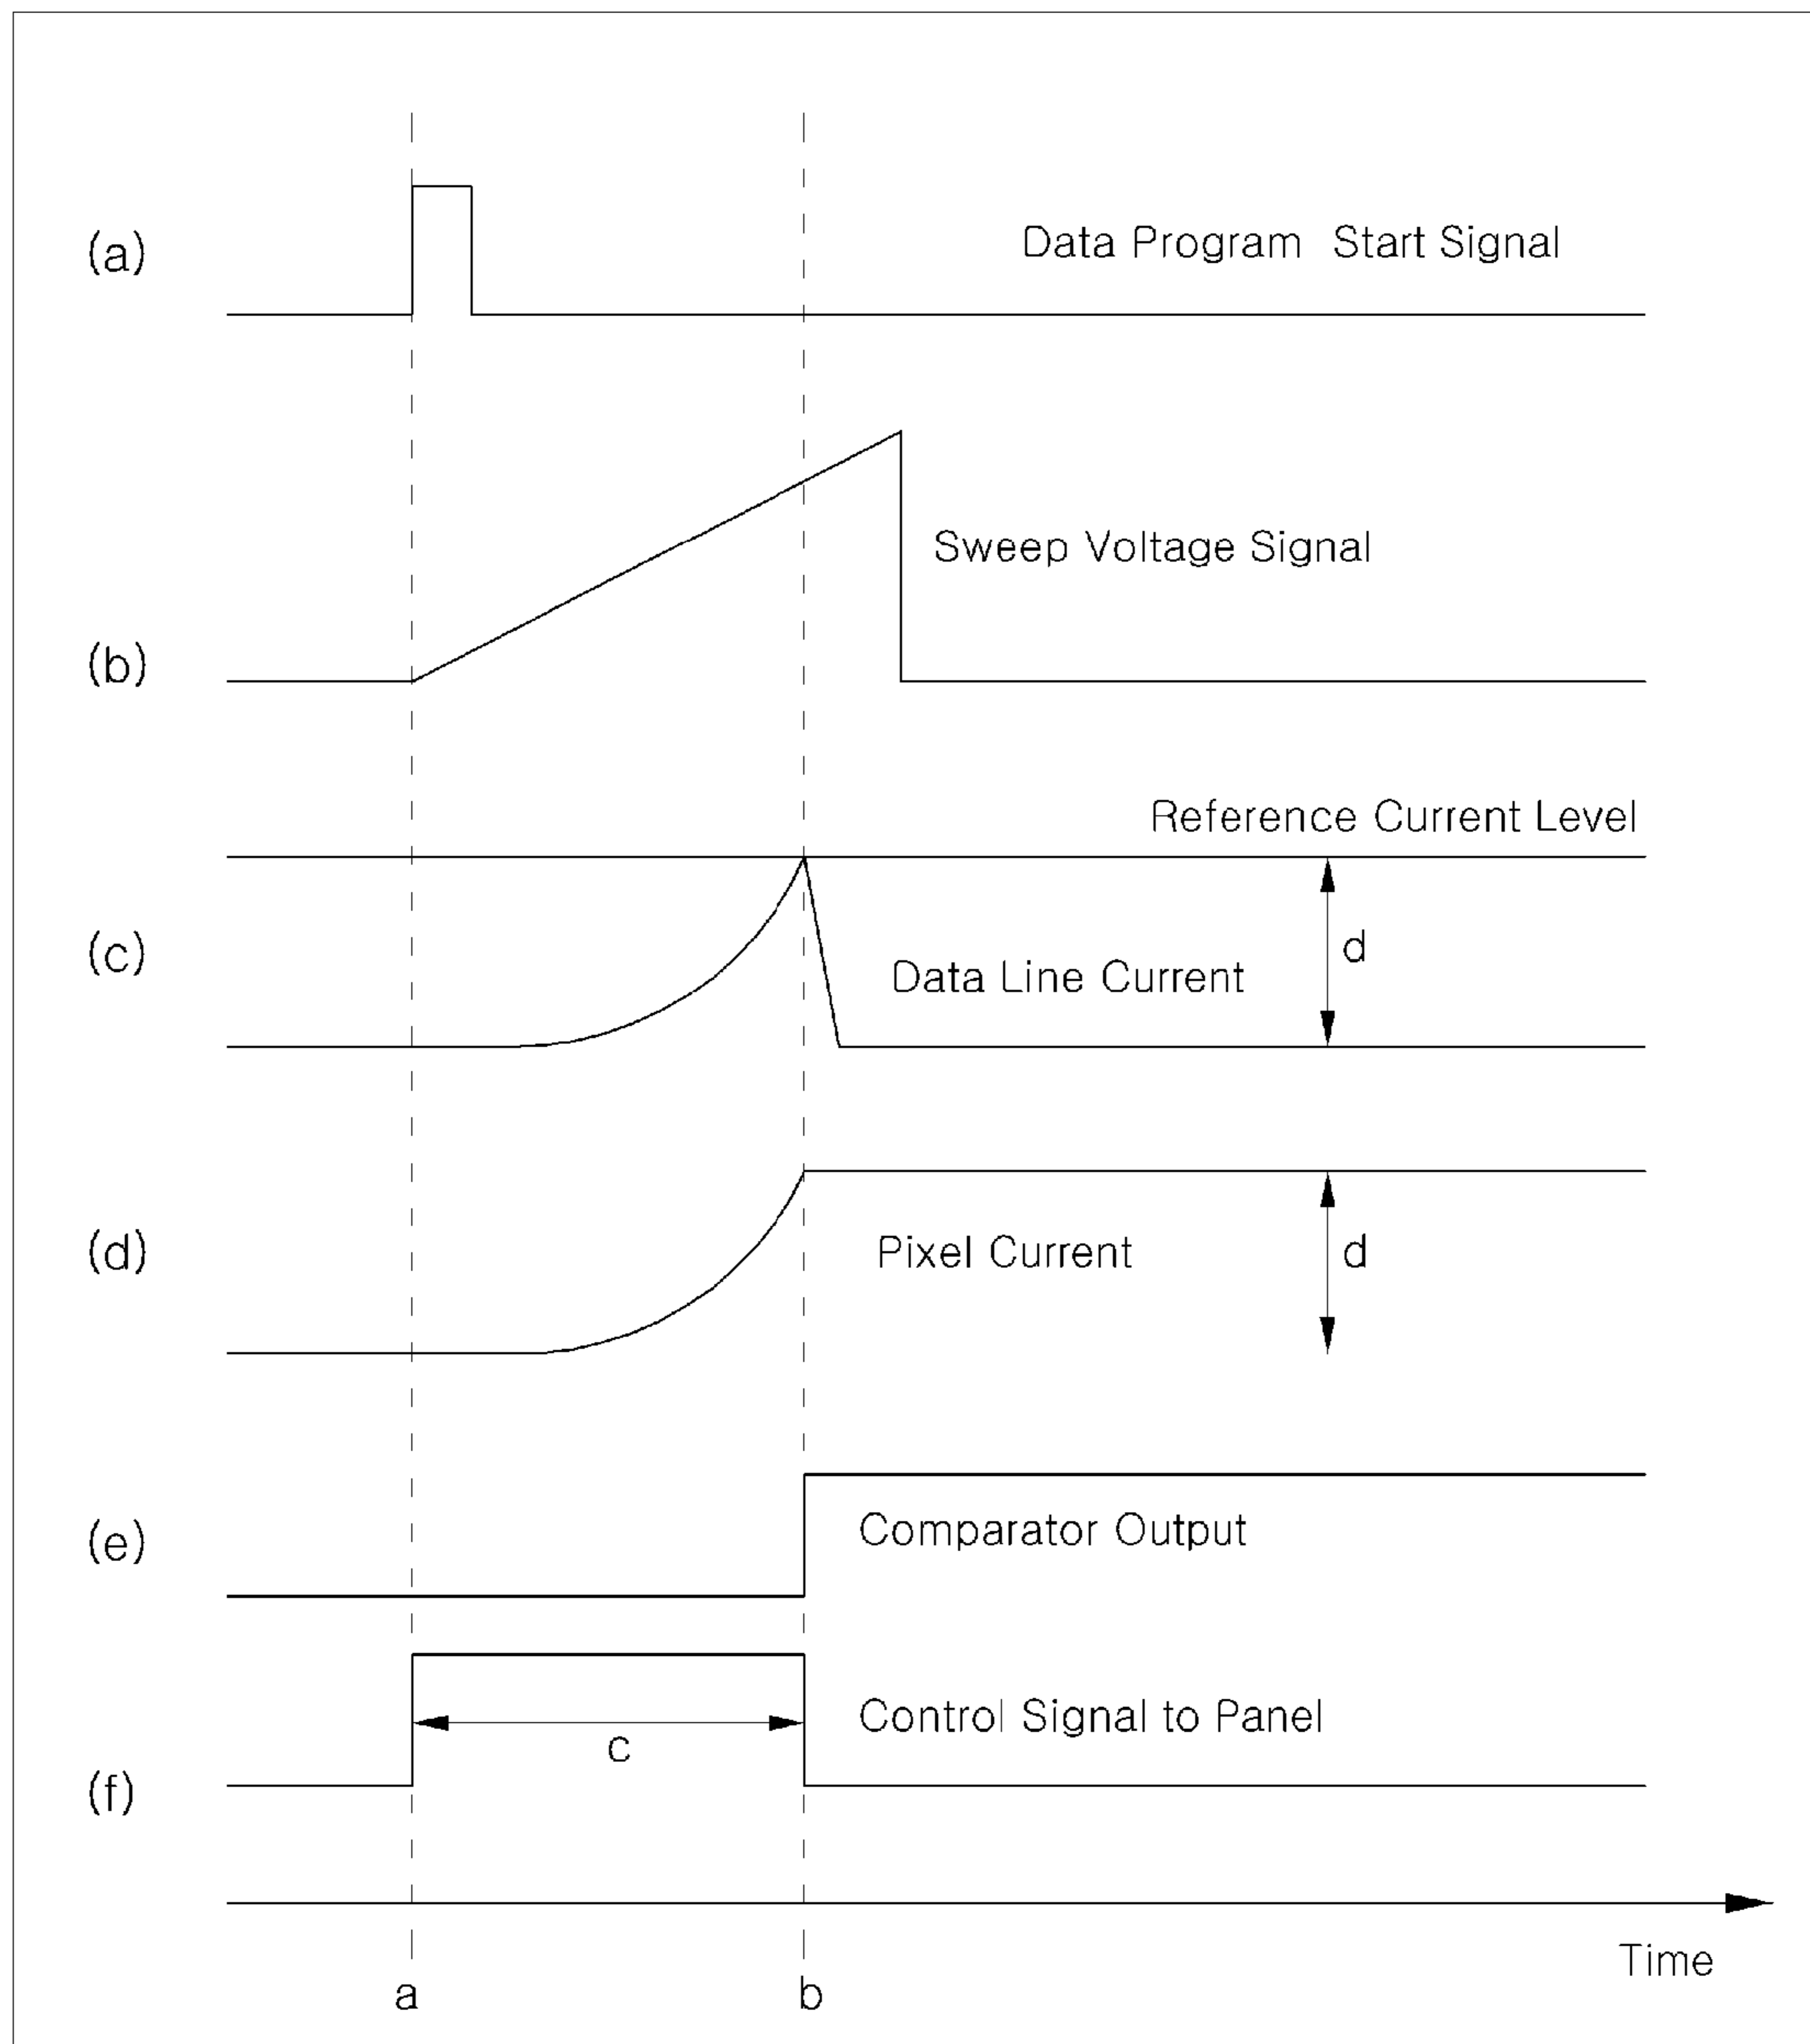 (a) Data Program Start Signal
Sweep Voltage Signal
(b)
Reference Current Level
(c) Data Line Current d
(d) Pixel Current d
(e) Comparator Output
Control Signal to Panel
c
(f)
Time
a b